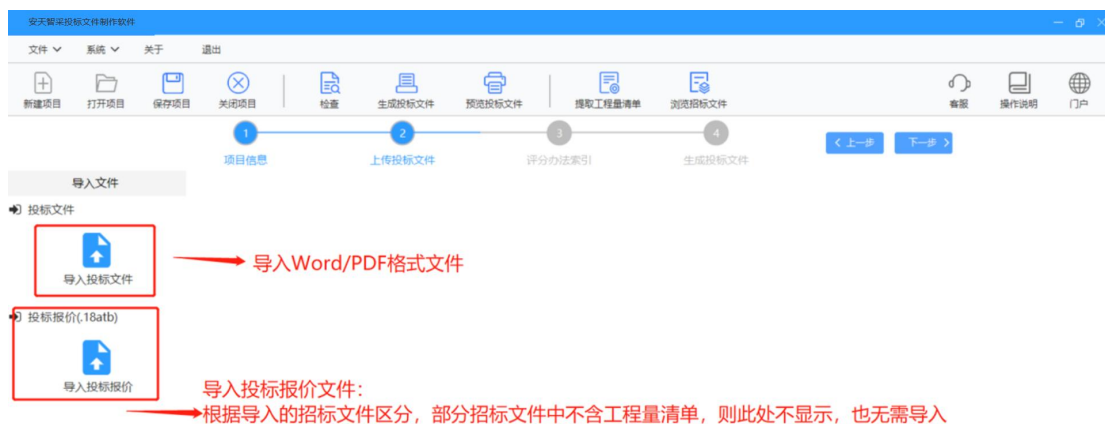 安天智采投标文件制作软件
文件 系统 关于 退出
新建项目 打开项目 保存项目 关闭项目 检查 生成投标文件 预览投标文件 提取工程量清单 浏览招标文件 客服 操作说明 门户
1 2 3 4
项目信息 上传投标文件 评分办法索引 生成投标文件
上一步 下一步
导入文件
投标文件
导入投标文件
导入Word/PDF格式文件
投标报价(.18atb)
导入投标报价
导入投标报价文件:
根据导入的招标文件区分，部分招标文件中不含工程量清单，则此处不显示，也无需导入